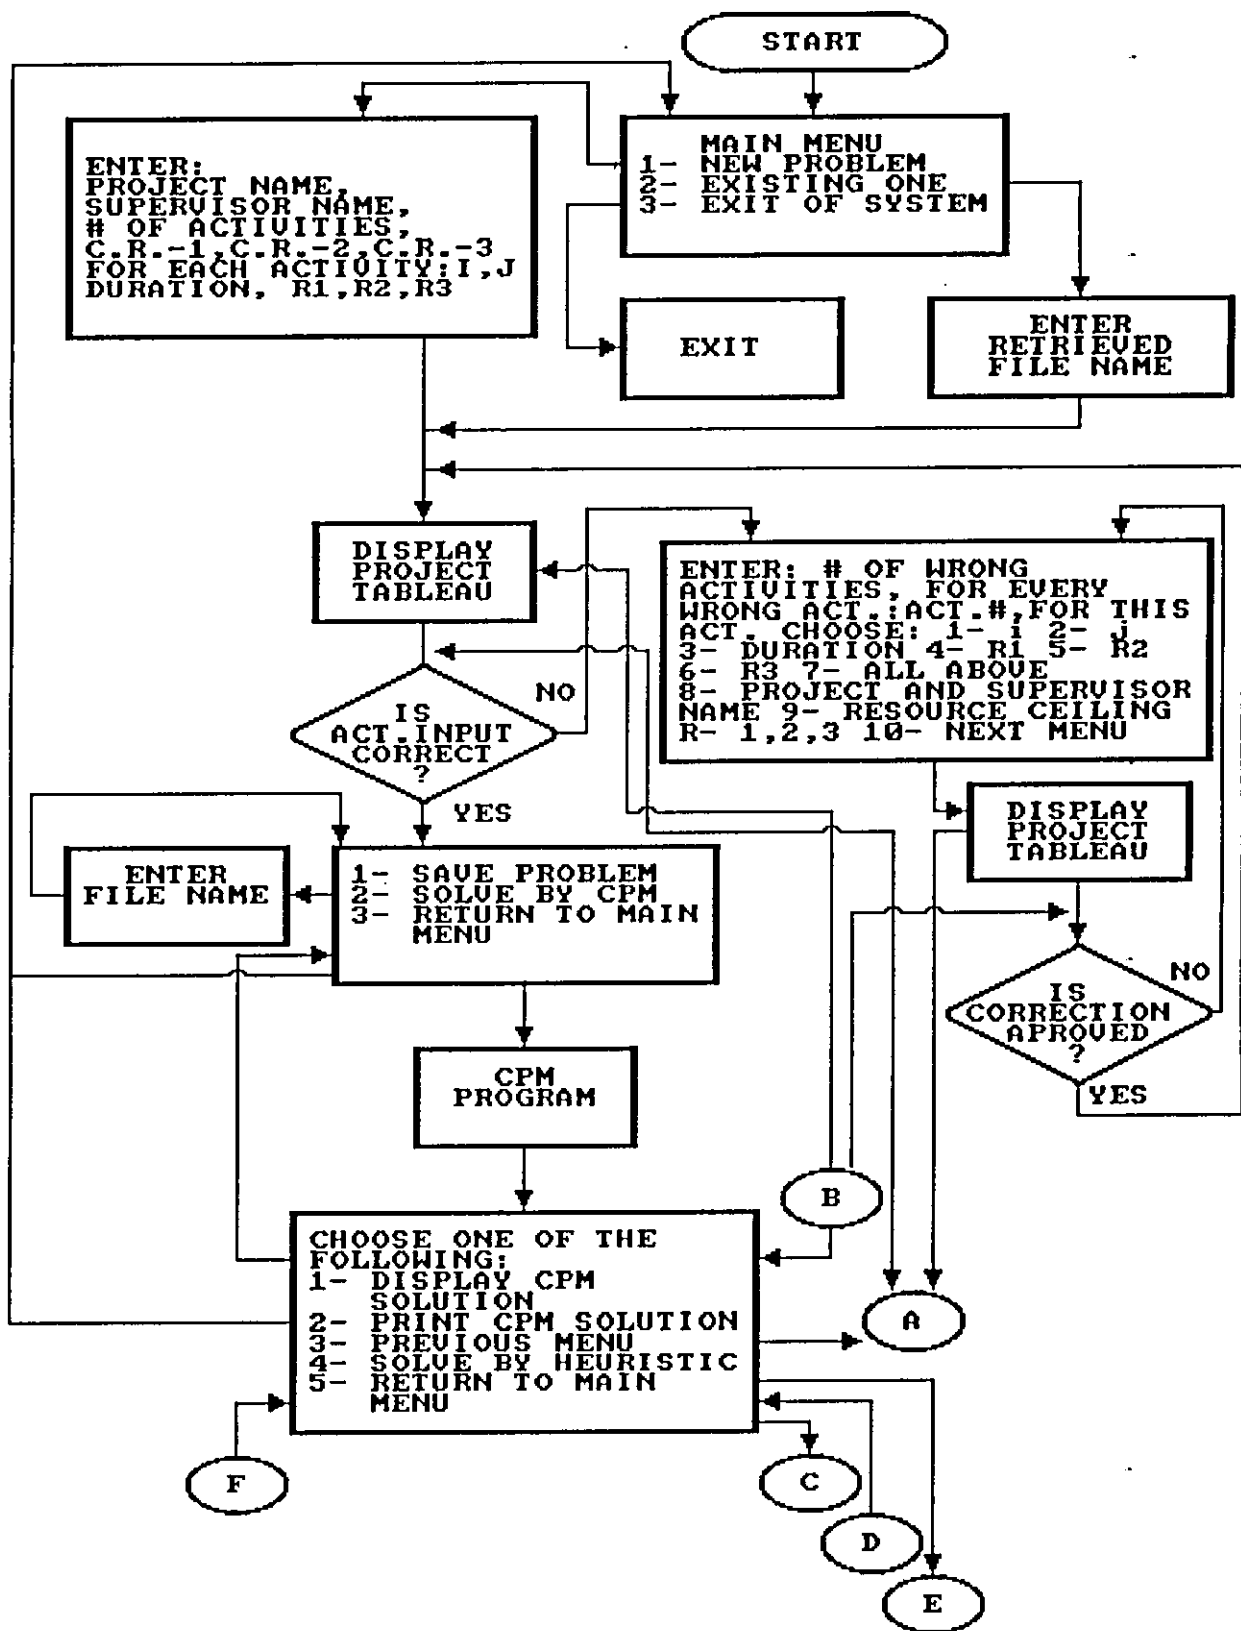 START
MAIN MENU
1- NEW PROBLEM
2- EXISTING ONE
3- EXIT OF SYSTEM
ENTER:
PROJECT NAME,
SUPERVISOR NAME,
# OF ACTIVITIES,
C.R.-1,C.R.-2,C.R.-3
FOR EACH ACTIVITY:I,J
DURATION, R1,R2,R3
EXIT
ENTER
RETRIEVED
FILE NAME
DISPLAY
PROJECT
TABLEAU
ENTER: # OF WRONG
ACTIVITIES, FOR EVERY
WRONG ACT.:ACT.#,FOR THIS
ACT. CHOOSE: 1- i 2- J
3- DURATION 4- R1 5- R2
6- R3 7- ALL ABOVE
8- PROJECT AND SUPERVISOR
NAME 9- RESOURCE CEILING
R- 1,2,3 10- NEXT MENU
IS
ACT.INPUT
CORRECT
?
NO
YES
DISPLAY
PROJECT
TABLEAU
ENTER
FILE NAME
1- SAVE PROBLEM
2- SOLVE BY CPM
3- RETURN TO MAIN
MENU
IS
CORRECTION
APROVED
?
NO
YES
CPM
PROGRAM
B
CHOOSE ONE OF THE
FOLLOWING:
1- DISPLAY CPM
SOLUTION
2- PRINT CPM SOLUTION
3- PREVIOUS MENU
4- SOLVE BY HEURISTIC
5- RETURN TO MAIN
MENU
A
F
C
D
E